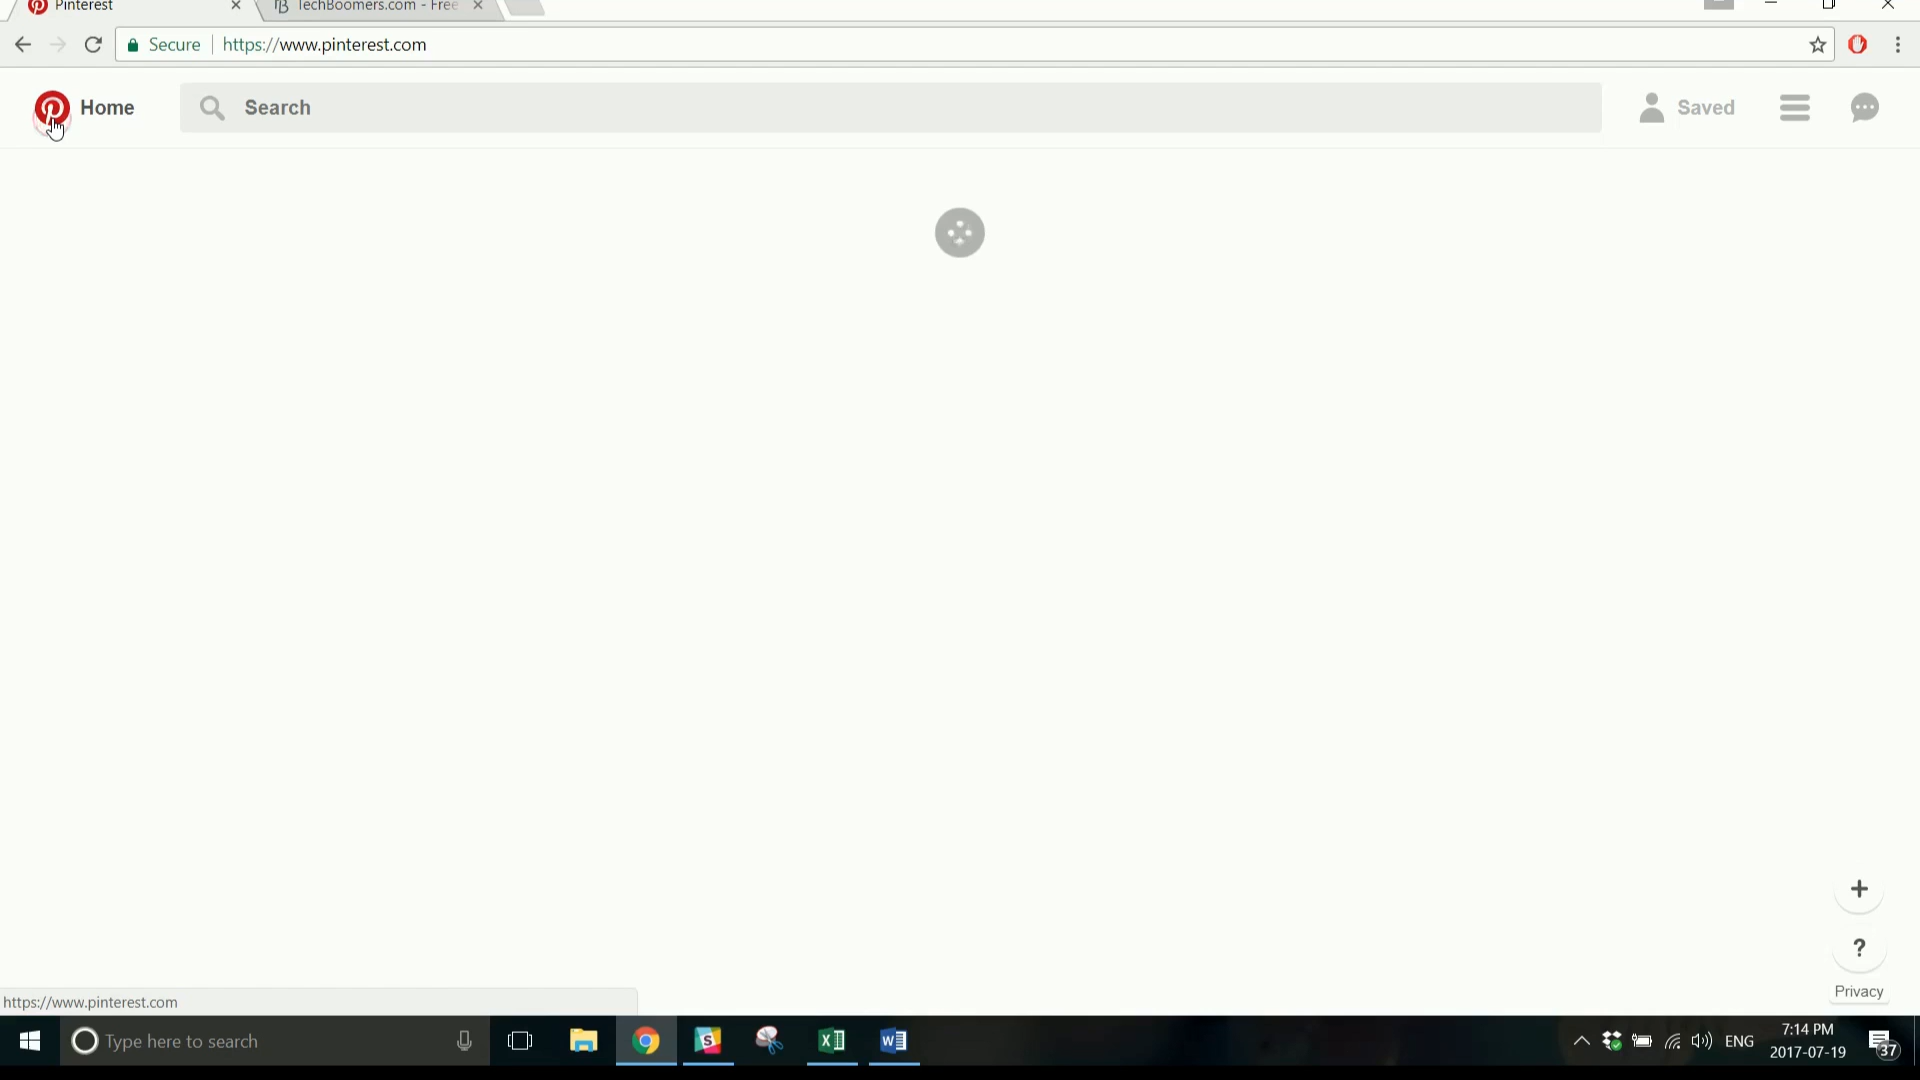 Pinterest
TechBoomers.com - Free
Secure
https://www.pinterest.com
Home
Search
Saved
+
?
Privacy
https://www.pinterest.com
Type here to search
ENG
7:14 PM
2017-07-19
37